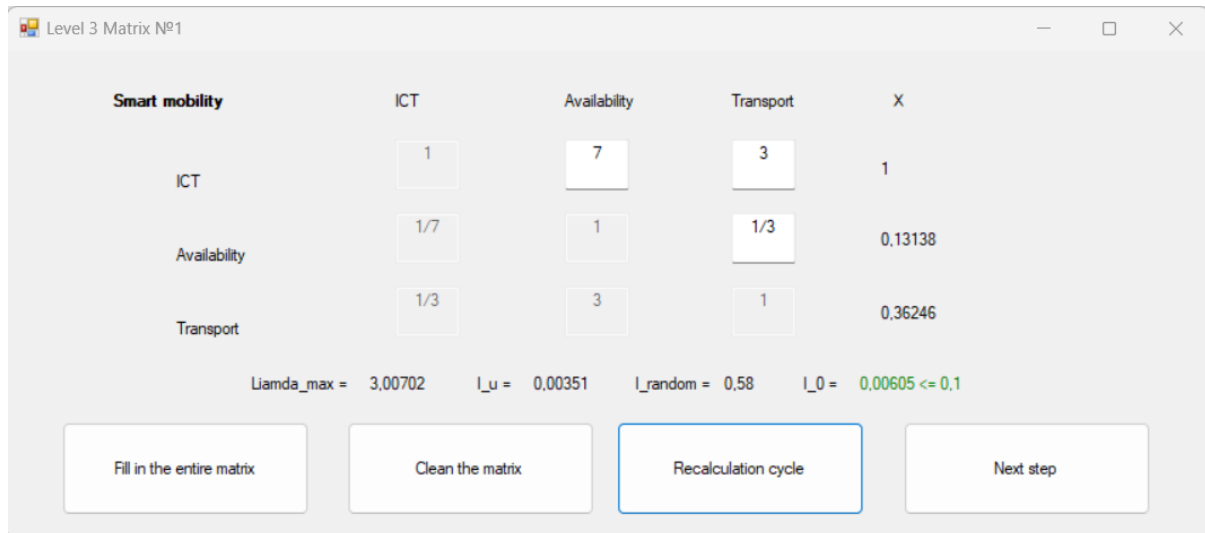 Level 3 Matrix №1
Smart mobility ICT Availability Transport X
ICT 1 7 3 1
Availability 1/7 1 1/3 0,13138
Transport 1/3 3 1 0,36246
Liamda_max = 3,00702 I_u = 0,00351 I_random = 0,58 I_0 = 0,00605 <= 0,1
Fill in the entire matrix Clean the matrix Recalculation cycle Next step